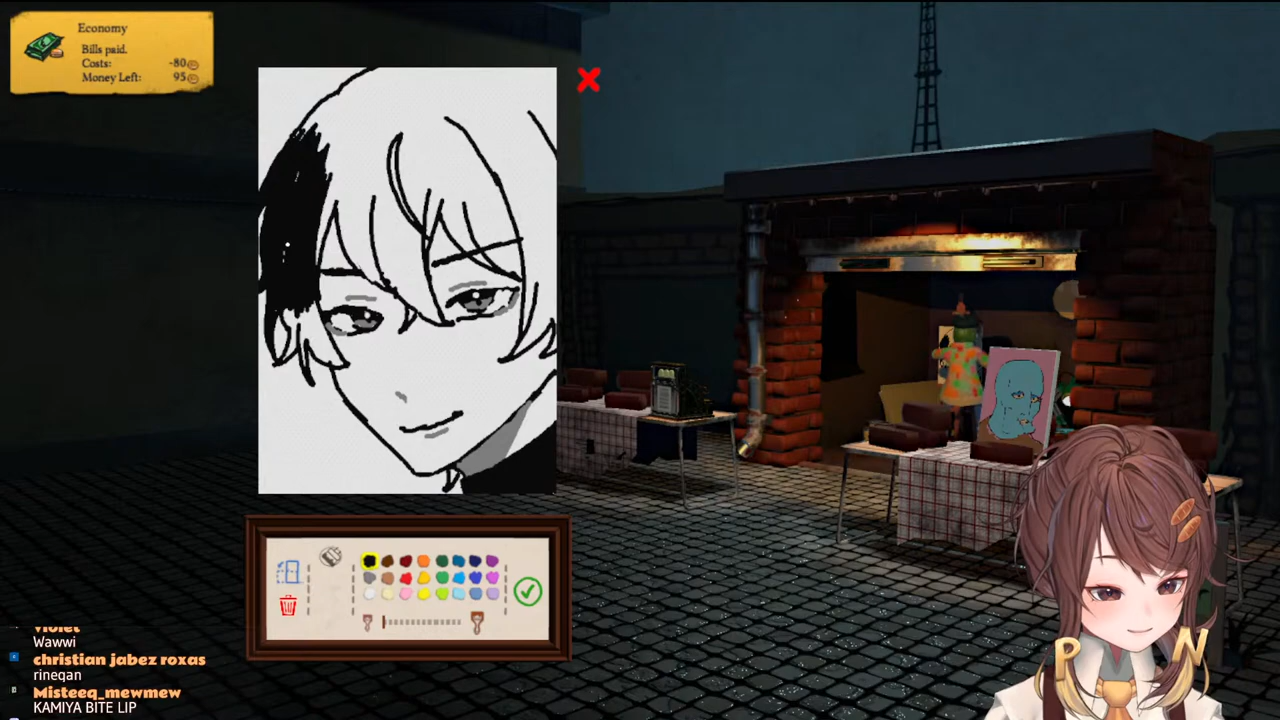 Economy
Bills paid.
Costs: -80
Money Left: 95
violet
Wawwi
christian jabez roxas
rineqan
Misteeq_mewmew
KAMIYA BITE LIP
P N